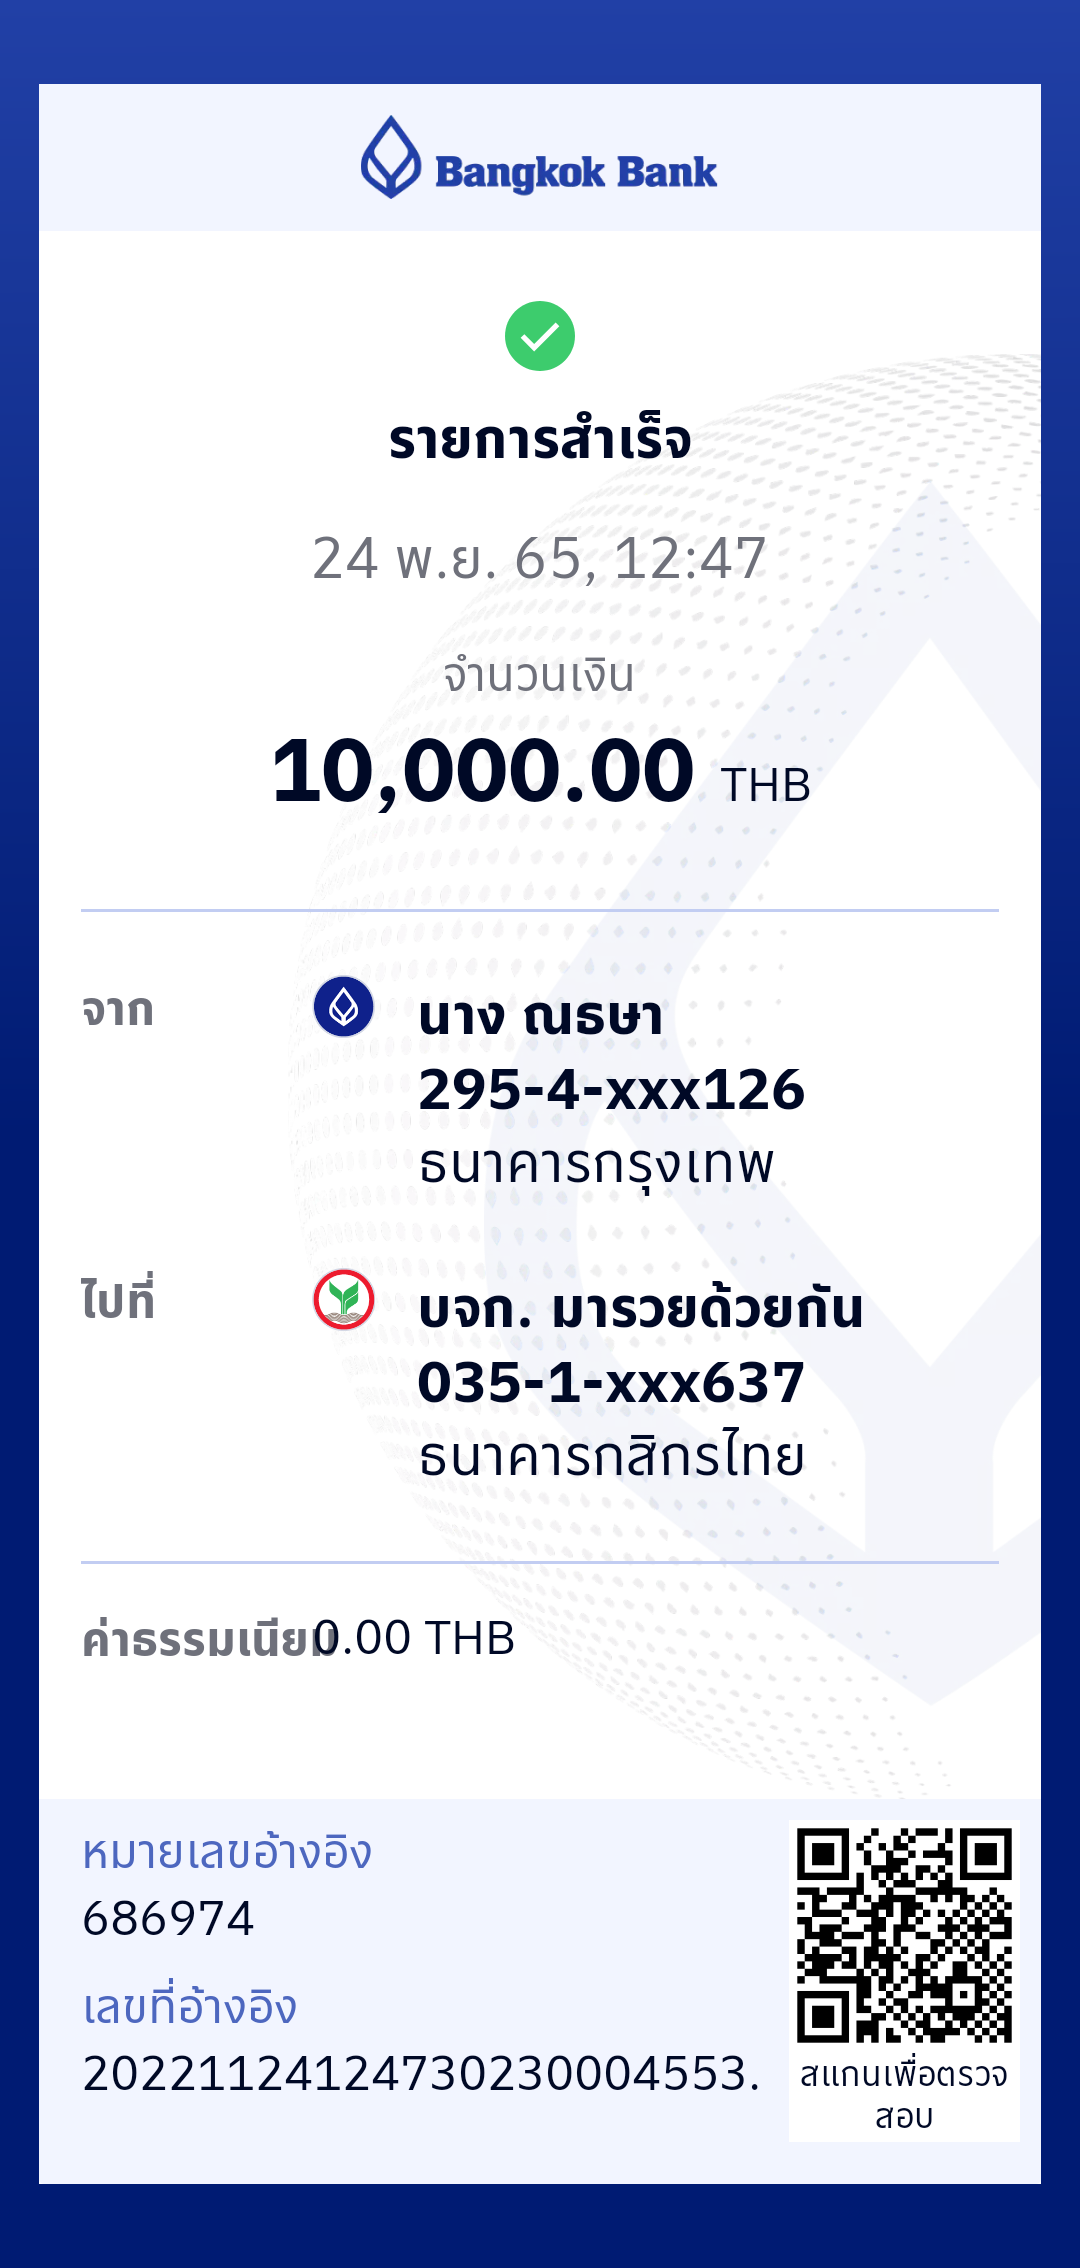 Bangkok Bank
รายการสำเร็จ
24 พ.ย. 65, 12:47
จำนวนเงิน
10,000.00 THB
จาก
นาง ณธษา
295-4-xxx126
ธนาคารกรุงเทพ
ไปที่
บจก. มารวยด้วยกัน
035-1-xxx637
ธนาคารกสิกรไทย
ค่าธรรมเนียม 0.00 THB
หมายเลขอ้างอิง
686974
เลขที่อ้างอิง
20221124124730230004553.
สแกนเพื่อตรวจ
สอบ